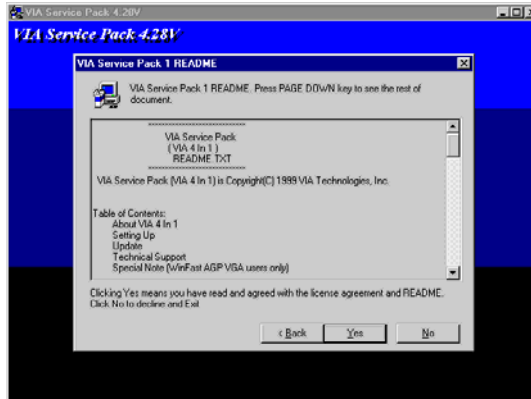 VIA Service Pack 4.28V
VIA Service Pack 4.28V
VIA Service Pack 1 README
VIA Service Pack 1 README. Press PAGE DOWN key to see the rest of
document.
---------------------------------
VIA Service Pack
( VIA 4 In 1 )
README.TXT
---------------------------------
VIA Service Pack (VIA 4 In 1) is Copyright(C) 1999 VIA Technologies, Inc.
Table of Contents:
About VIA 4 In 1
Setting Up
Update
Technical Support
Special Note (WinFast AGP VGA users only)
Clicking Yes means you have read and agreed with the license agreement and README.
Click No to decline and Exit
< Back Yes No